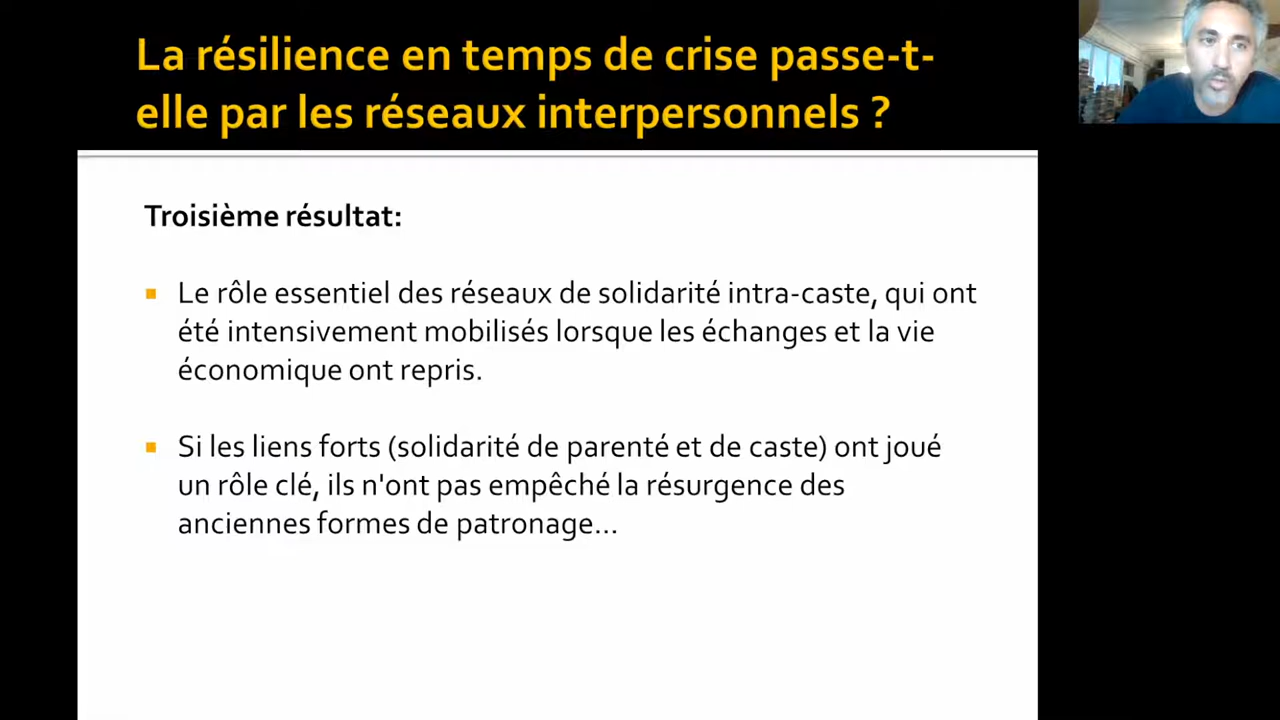 La résilience en temps de crise passe-t-
elle par les réseaux interpersonnels ?
Troisième résultat:
Le rôle essentiel des réseaux de solidarité intra-caste, qui ont
été intensivement mobilisés lorsque les échanges et la vie
économique ont repris.
Si les liens forts (solidarité de parenté et de caste) ont joué
un rôle clé, ils n'ont pas empêché la résurgence des
anciennes formes de patronage...